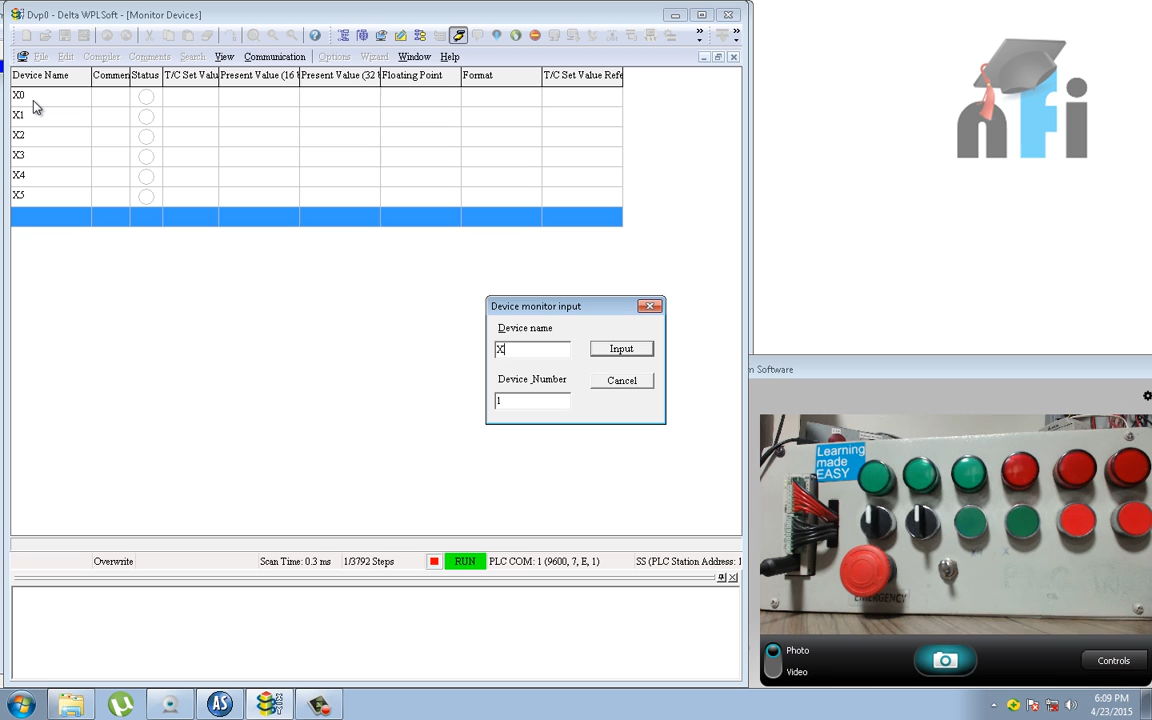 Dvp0 - Delta WPLSoft - [Monitor Devices]
File Edit Compiler Comments Search View Communication Options Wizard Window Help
Device Name Commen Status T/C Set Valu Present Value (16 Present Value (32 Floating Point Format T/C Set Value Refe
X0
X1
X2
X3
X4
X5
Device monitor input
Device name
X Input
Device Number Cancel
1
Overwrite Scan Time: 0.3 ms 1/3792 Steps RUN PLC COM: 1 (9600, 7, E, 1) SS (PLC Station Address: 1
nfi
n Software
Learning
made
EASY
EMERGENCY
Photo
Video
Controls
AS
6:09 PM
4/23/2015